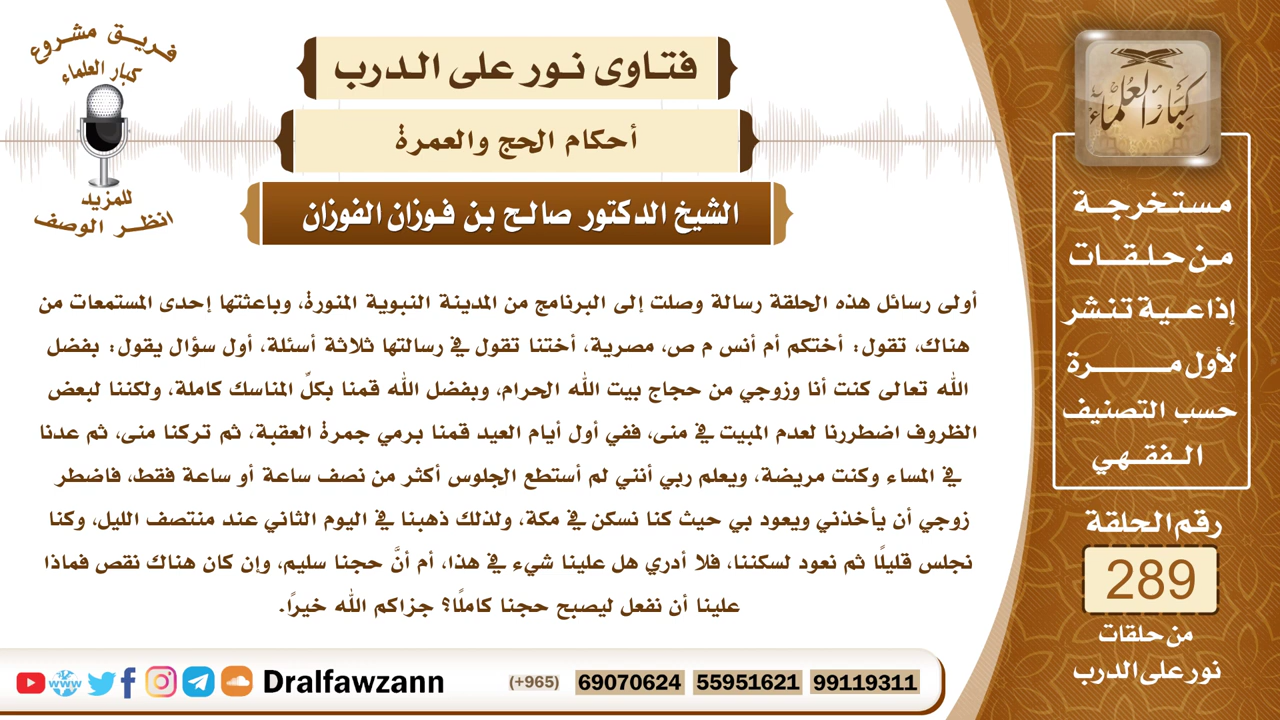 فريق مشروع
كبار العلماء
للمزيد
انظر الوصف
فتاوى نور على الدرب
أحكام الحج والعمرة
الشيخ الدكتور صالح بن فوزان الفوزان
أولى رسائل هذه الحلقة رسالة وصلت إلى البرنامج من المدينة النبوية المنورة، وباعثتها إحدى المستمعات من
هناك، تقول: أختكم أم أنس م ص، مصرية، أختنا تقول في رسالتها ثلاثة أسئلة، أول سؤال يقول: بفضل
الله تعالى كنت أنا وزوجي من حجاج بيت الله الحرام، وبفضل الله قمنا بكلِّ المناسك كاملة، ولكننا لبعض
الظروف اضطررنا لعدم المبيت في منى، ففي أول أيام العيد قمنا برمي جمرة العقبة، ثم تركنا منى، ثم عدنا
في المساء وكنت مريضة، ويعلم ربي أنني لم أستطع الجلوس أكثر من نصف ساعة أو ساعة فقط، فاضطر
زوجي أن يأخذني ويعود بي حيث كنا نسكن في مكة، ولذلك ذهبنا في اليوم الثاني عند منتصف الليل، وكنا
نجلس قليلًا ثم نعود لسكننا، فلا أدري هل علينا شيء في هذا، أم أنَّ حجنا سليم، وإن كان هناك نقص فماذا
علينا أن نفعل ليصبح حجنا كاملًا؟ جزاكم الله خيرًا.
كبار العلماء
مستخرجة
من حلقات
إذاعية تنشر
لأول مرة
حسب التصنيف
الفقهي
رقم الحلقة
289
من حلقات
نور على الدرب
www Dralfawzann (+965) 69070624 55951621 99119311